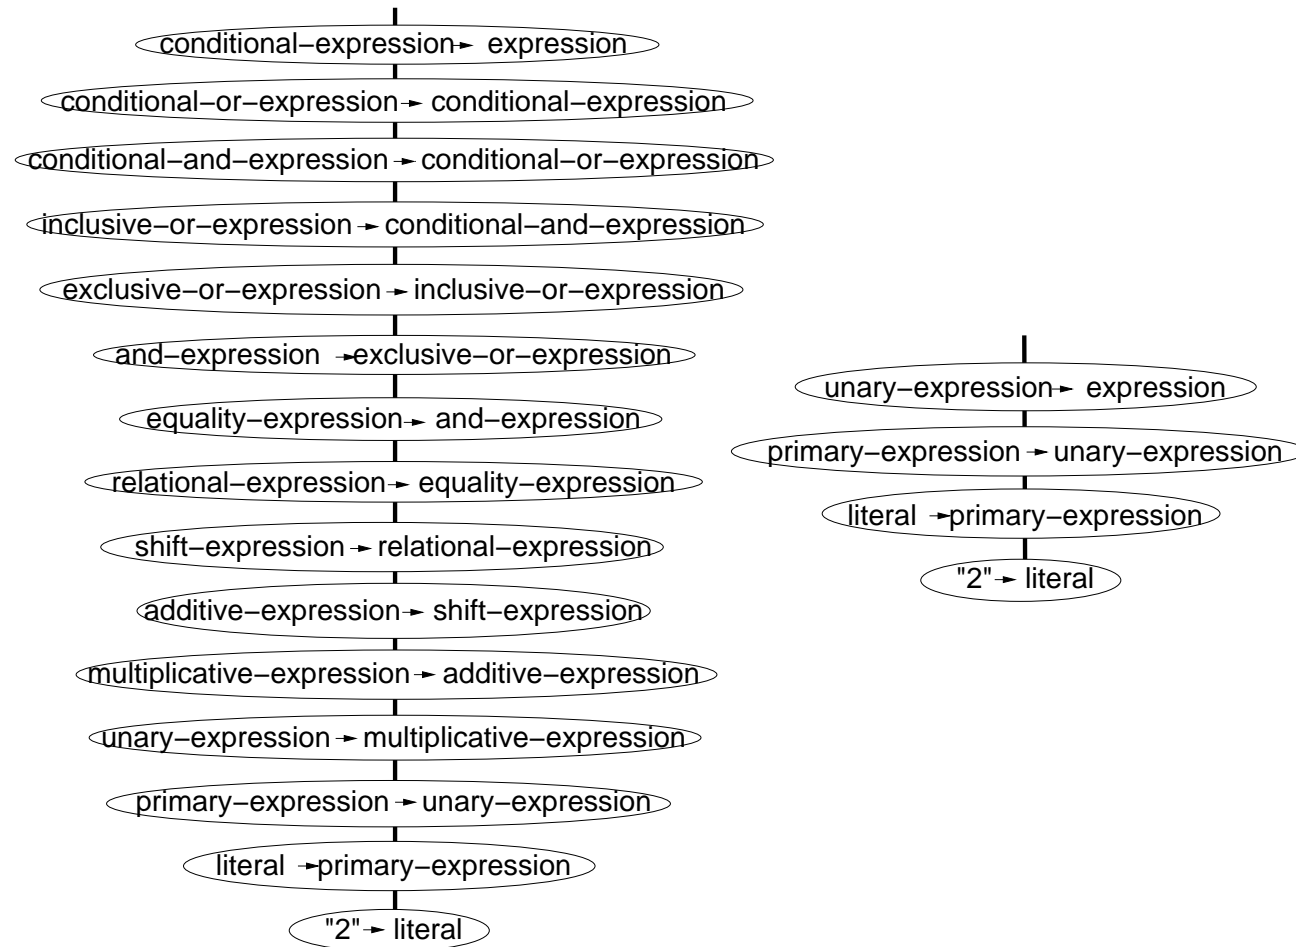 conditional–expression → expression
conditional–or–expression → conditional–expression
conditional–and–expression → conditional–or–expression
inclusive–or–expression → conditional–and–expression
exclusive–or–expression → inclusive–or–expression
and–expression → exclusive–or–expression
equality–expression → and–expression
relational–expression → equality–expression
shift–expression → relational–expression
additive–expression → shift–expression
multiplicative–expression → additive–expression
unary–expression → multiplicative–expression
primary–expression → unary–expression
literal → primary–expression
"2" → literal
unary–expression → expression
primary–expression → unary–expression
literal → primary–expression
"2" → literal